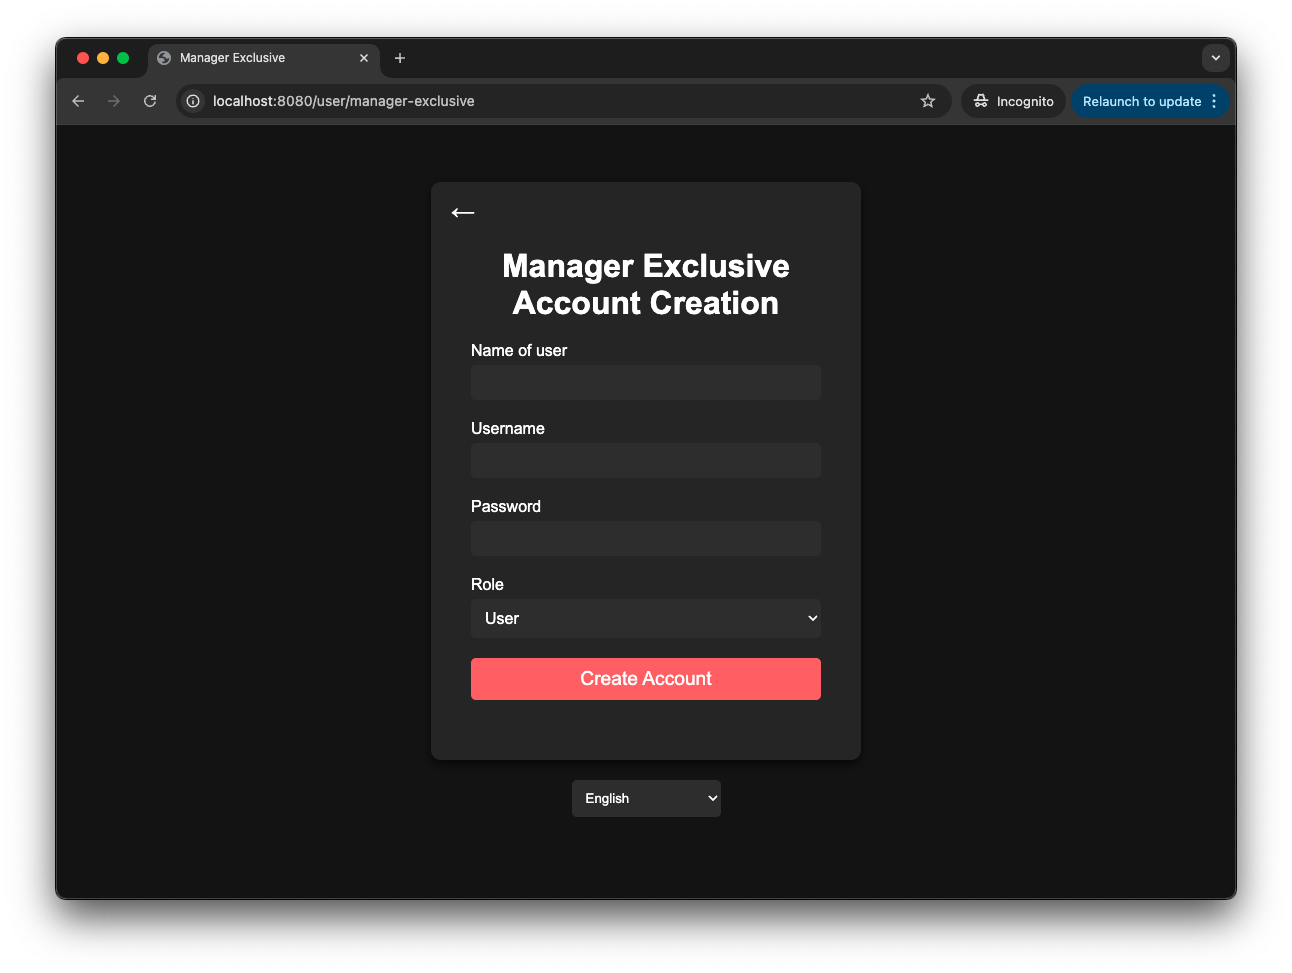 Manager Exclusive
localhost:8080/user/manager-exclusive
Incognito
Relaunch to update
Manager Exclusive
Account Creation
Name of user
Username
Password
Role
User
Create Account
English